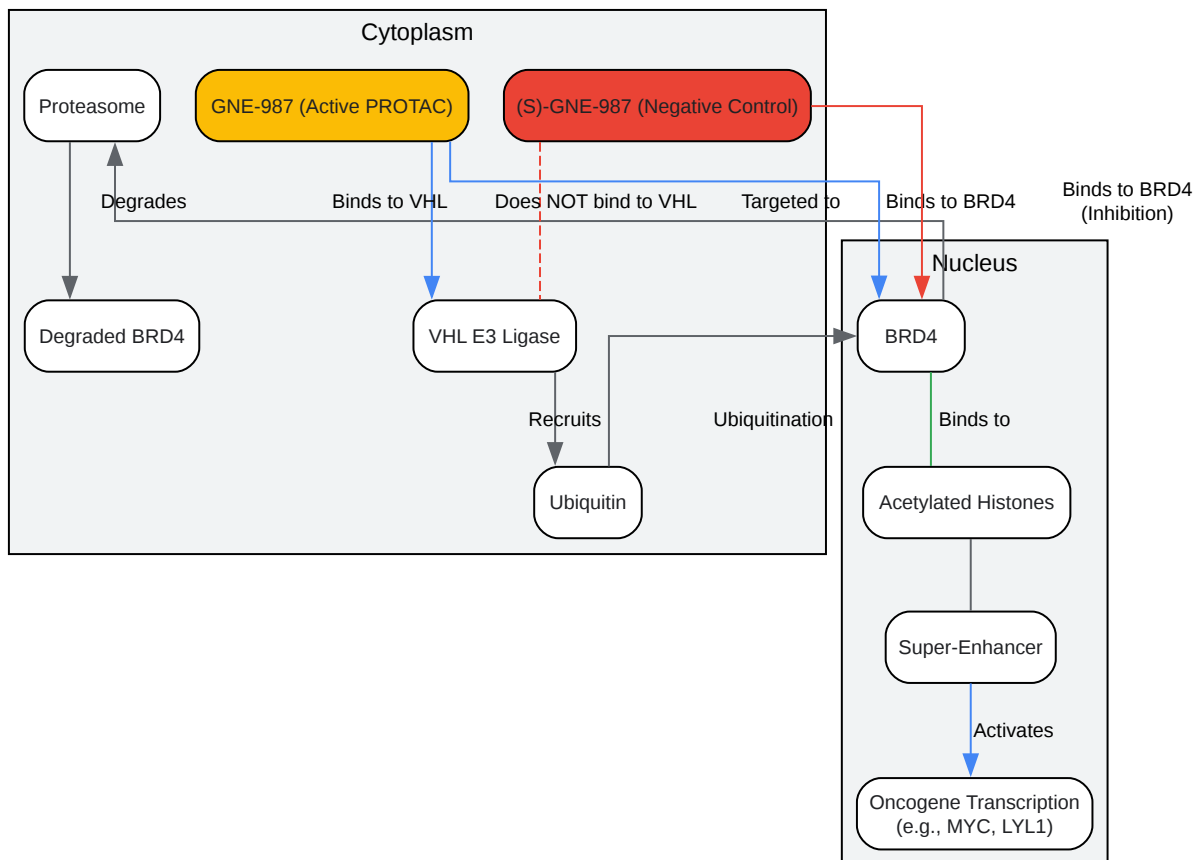 Cytoplasm
Proteasome
GNE-987 (Active PROTAC)
(S)-GNE-987 (Negative Control)
Degrades
Binds to VHL
Does NOT bind to VHL
Targeted to
Binds to BRD4
Binds to BRD4
(Inhibition)
Nucleus
Degraded BRD4
VHL E3 Ligase
BRD4
Recruits
Ubiquitination
Binds to
Ubiquitin
Acetylated Histones
Super-Enhancer
Activates
Oncogene Transcription
(e.g., MYC, LYL1)